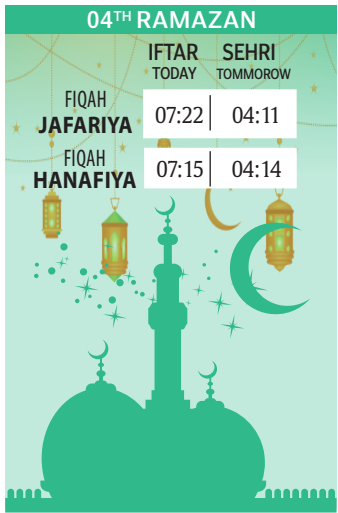 04TH RAMAZAN
IFTAR SEHRI
TODAY TOMMOROW
FIQAH
JAFARIYA 07:22 04:11
FIQAH
HANAFIYA 07:15 04:14